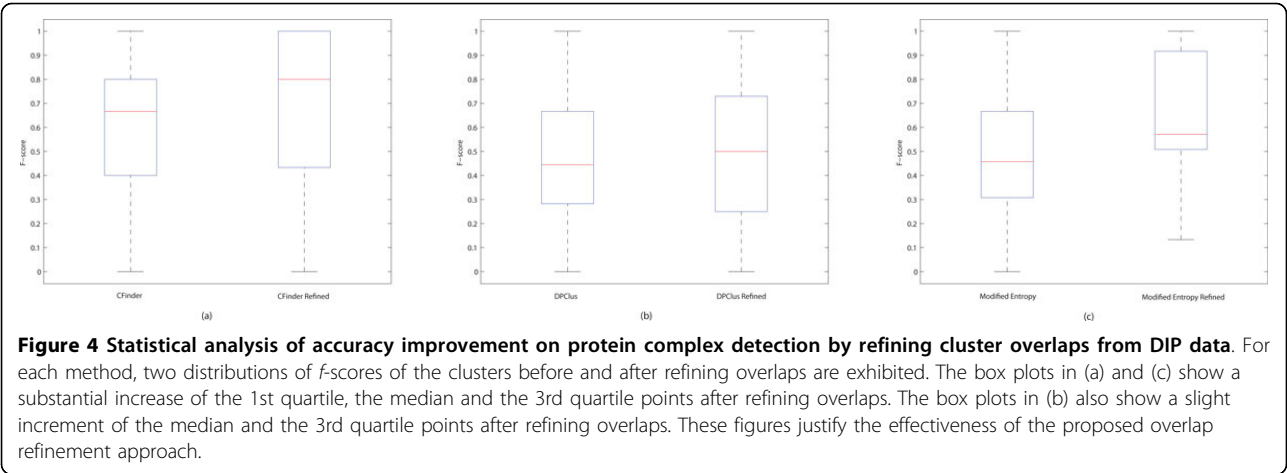 1
0.9
0.8
0.7
0.6
0.5
0.4
0.3
0.2
0.1
0
F-score
CFinder
CFinder Refined
(a)
1
0.9
0.8
0.7
0.6
0.5
0.4
0.3
0.2
0.1
0
F-score
DPClus
DPClus Refined
(b)
1
0.9
0.8
0.7
0.6
0.5
0.4
0.3
0.2
0.1
0
F-score
Modified Entropy
Modified Entropy Refined
(c)
Figure 4 Statistical analysis of accuracy improvement on protein complex detection by refining cluster overlaps from DIP data. For
each method, two distributions of f-scores of the clusters before and after refining overlaps are exhibited. The box plots in (a) and (c) show a
substantial increase of the 1st quartile, the median and the 3rd quartile points after refining overlaps. The box plots in (b) also show a slight
increment of the median and the 3rd quartile points after refining overlaps. These figures justify the effectiveness of the proposed overlap
refinement approach.